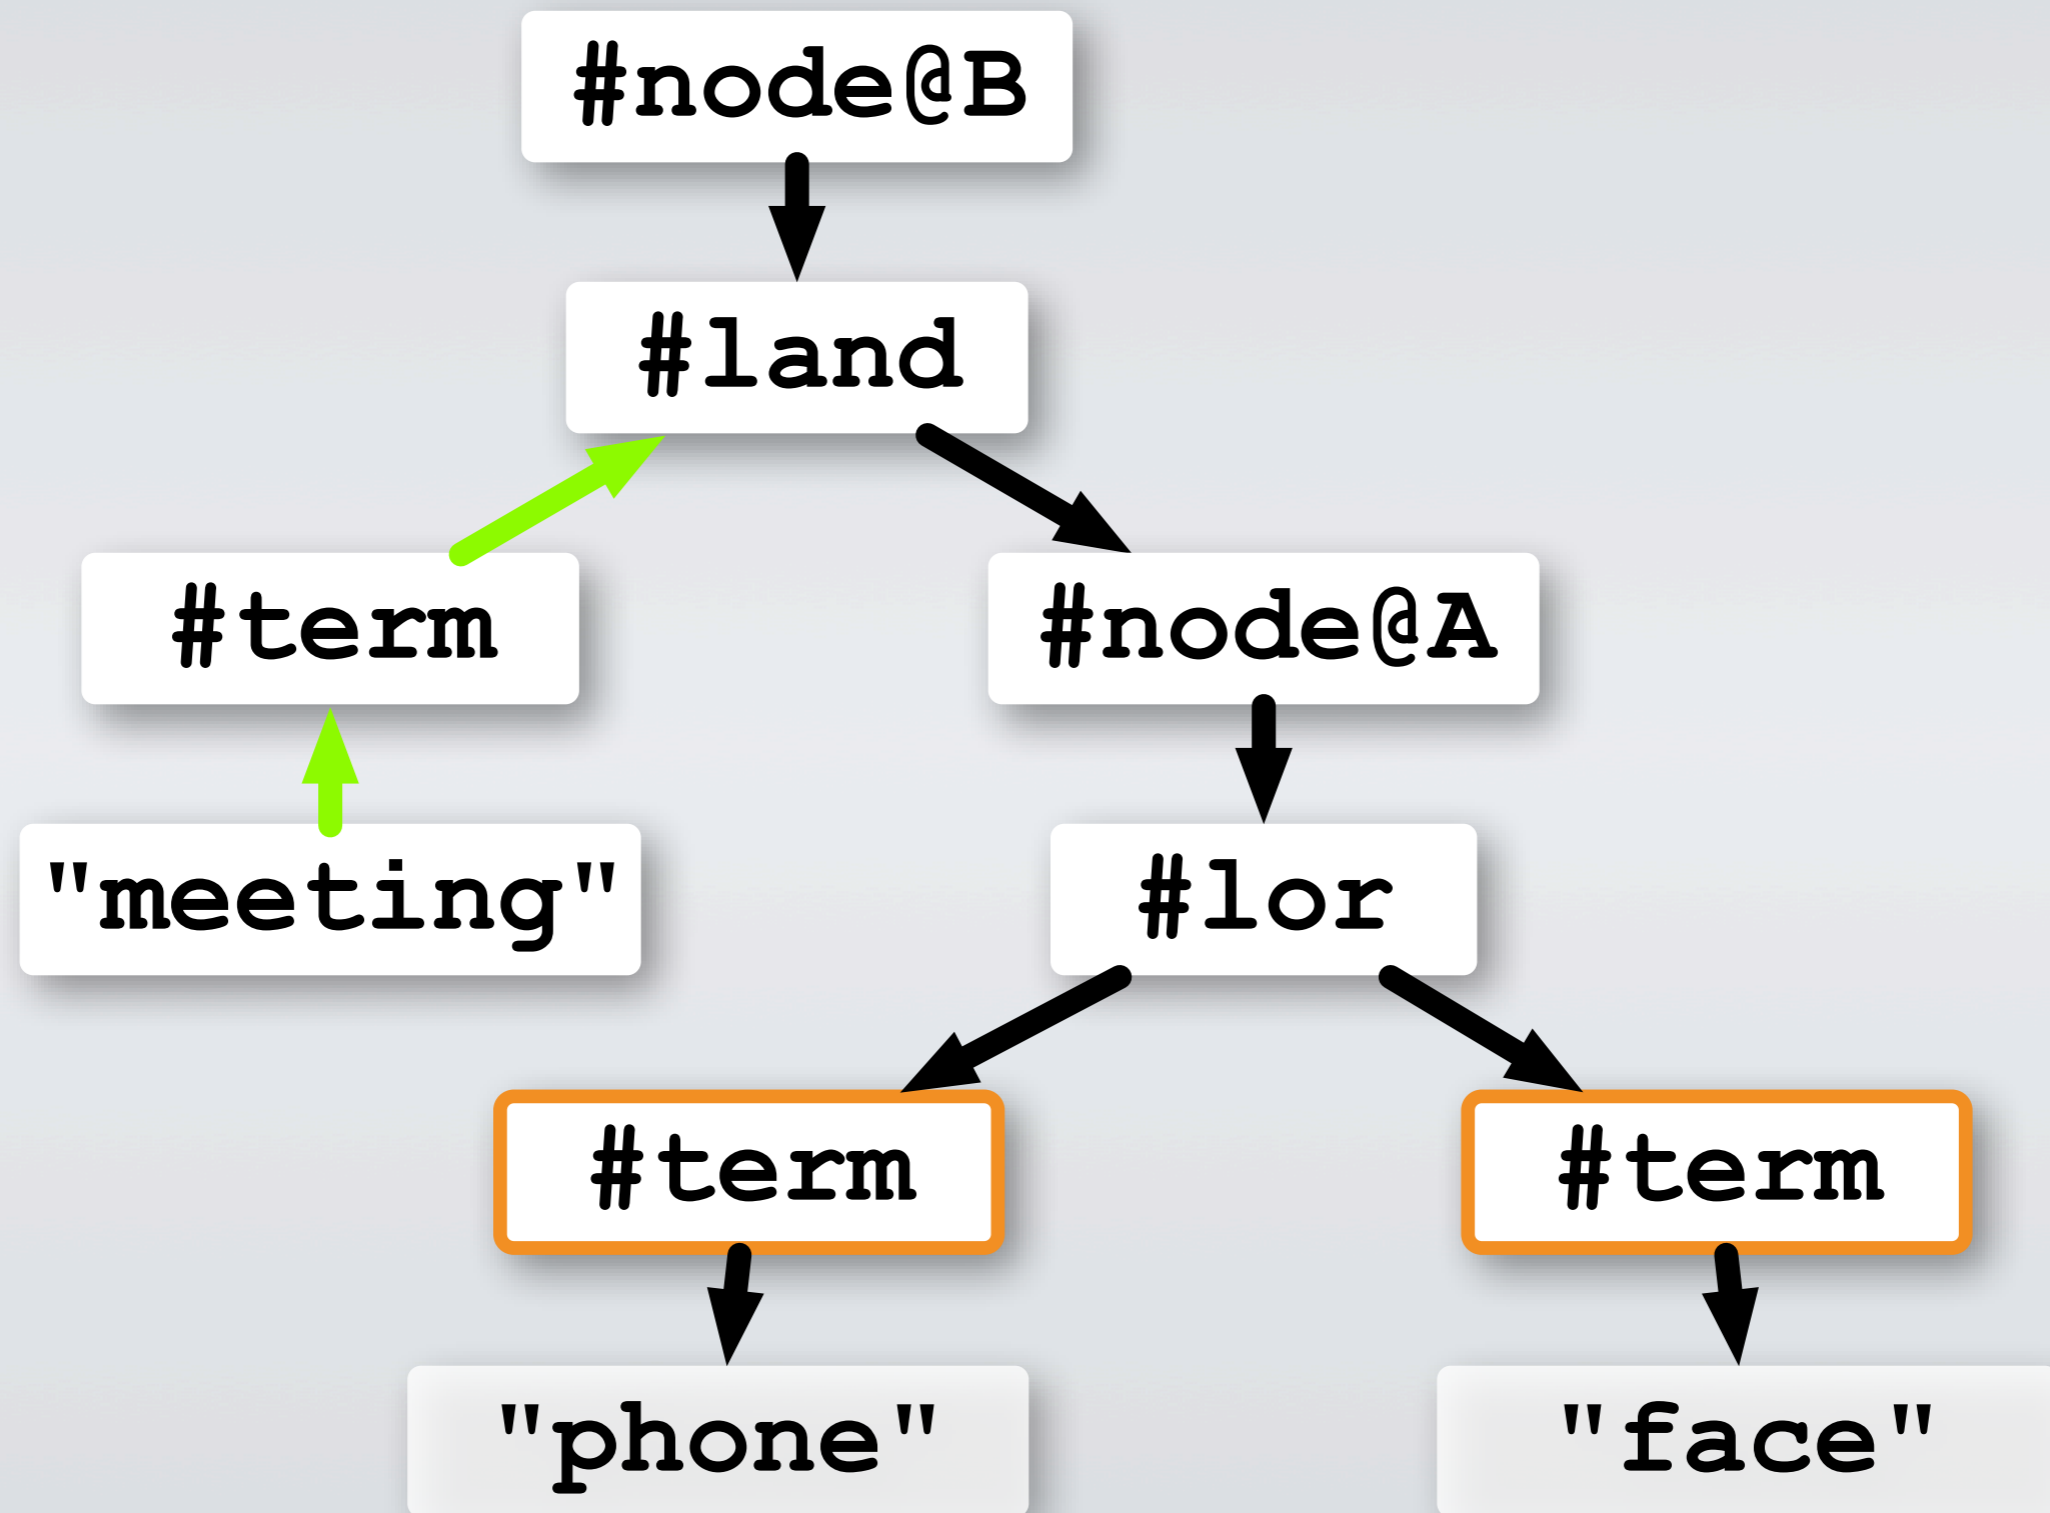 #node@B
#land
#term
#node@A
"meeting"
#lor
#term
#term
"phone"
"face"